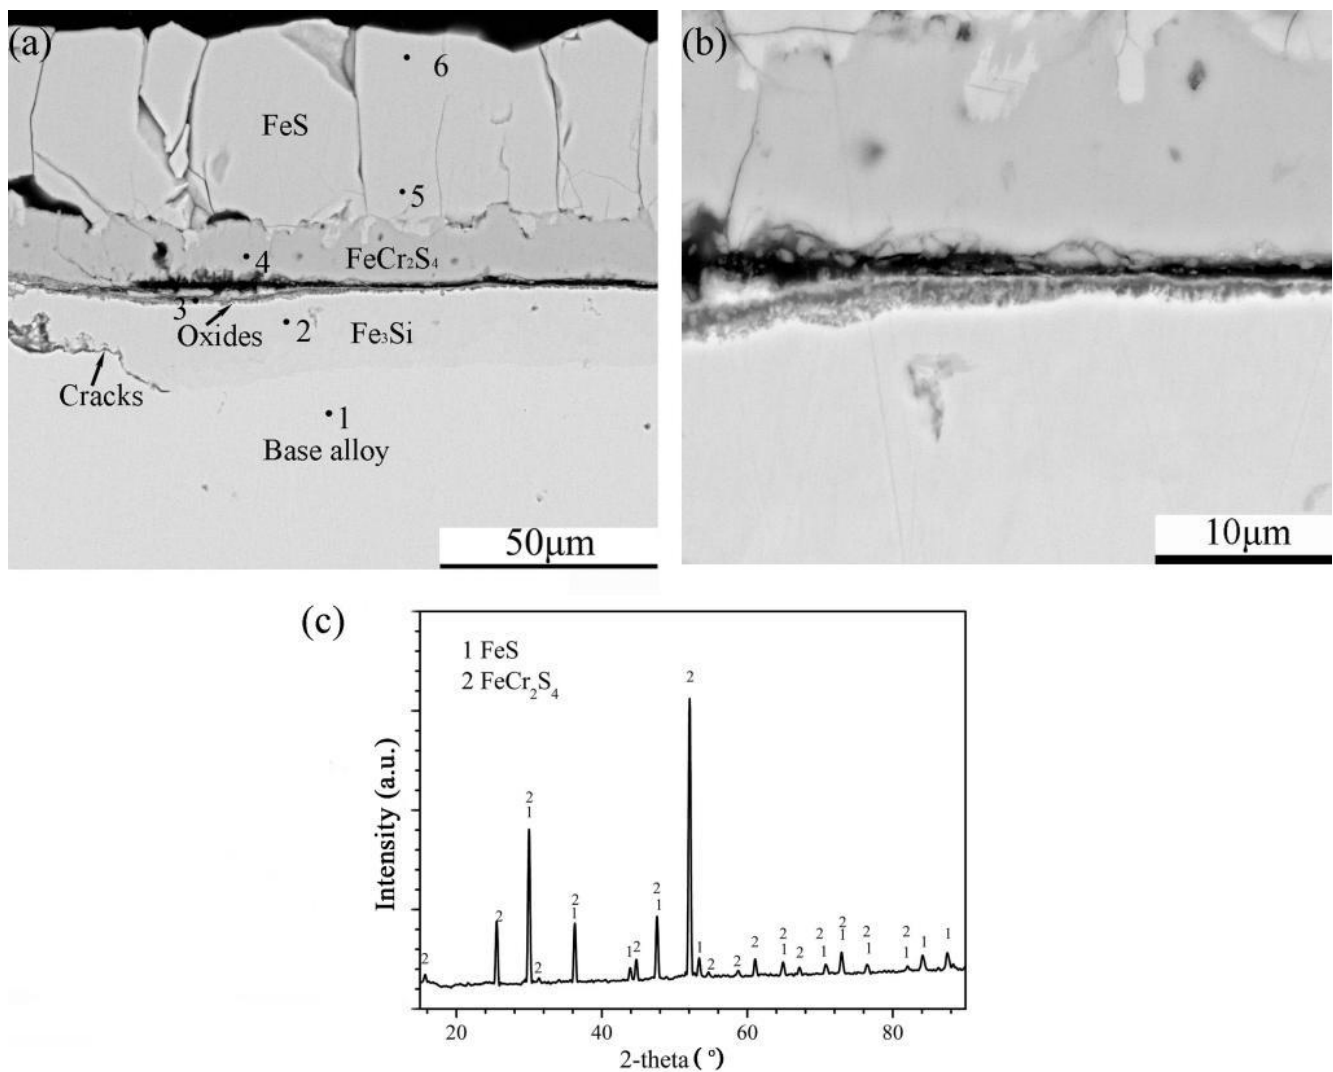 (a)
6
FeS
5
4
FeCr₂S₄
3
Oxides
2
Fe₃Si
Cracks
1
Base alloy
50μm
(b)
10μm
(c)
1 FeS
2 FeCr₂S₄
Intensity (a.u.)
2
2
2
1
2
2
1
1
2
2
1
2
1
2
2
2
2
1
2
2
1
2
1
2
1
2
1
1
1
20 40 60 80
2-theta (°)